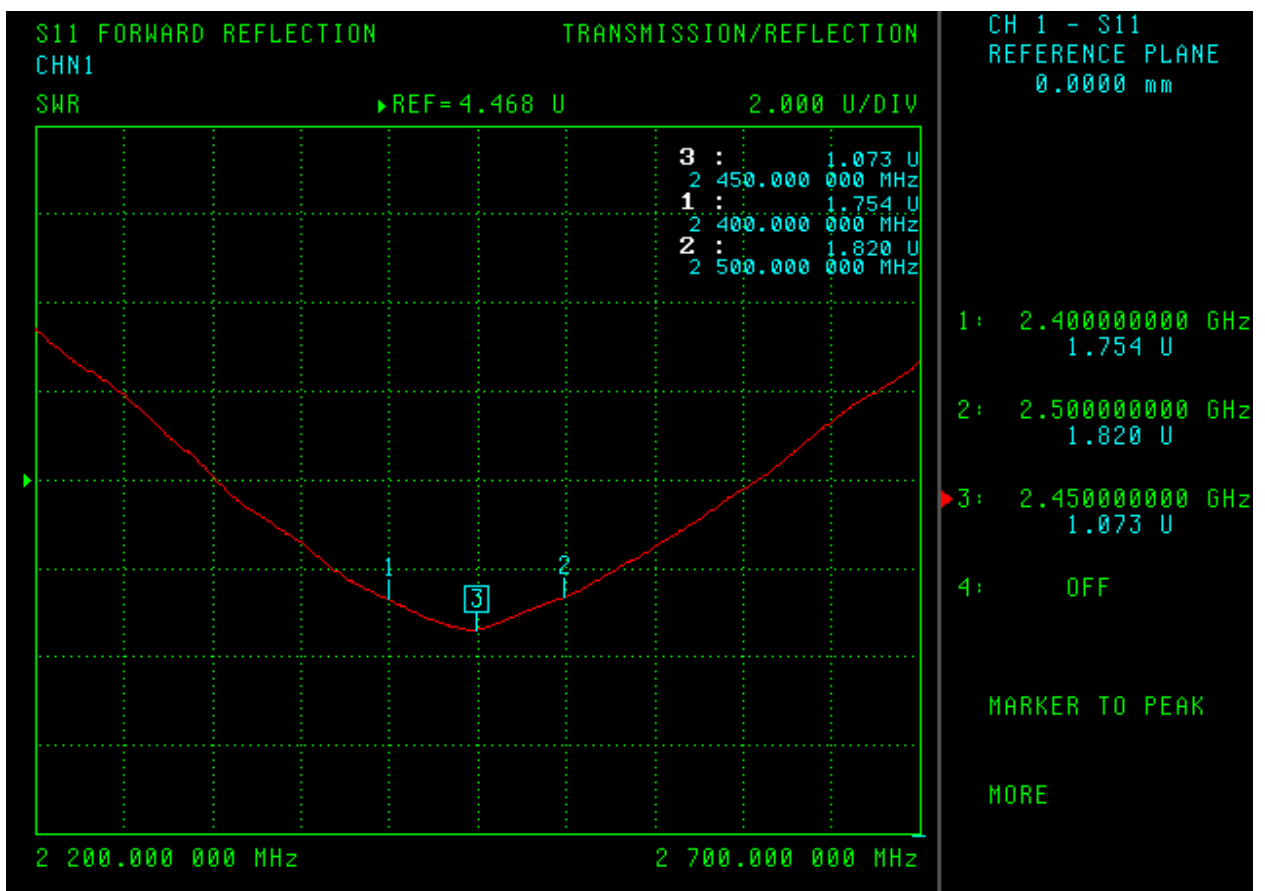 S11 FORWARD REFLECTION TRANSMISSION/REFLECTION
CHN1
SWR ▶REF=4.468 U 2.000 U/DIV
3 : 1.073 U
2 450.000 000 MHz
1 : 1.754 U
2 400.000 000 MHz
2 : 1.820 U
2 500.000 000 MHz
1
3
2
2 200.000 000 MHz 2 700.000 000 MHz
CH 1 - S11
REFERENCE PLANE
0.0000 mm
1: 2.400000000 GHz
1.754 U
2: 2.500000000 GHz
1.820 U
3: 2.450000000 GHz
1.073 U
4: OFF
MARKER TO PEAK
MORE